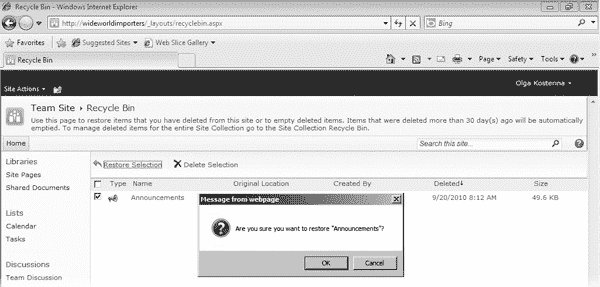 Recycle Bin - Windows Internet Explorer
http://wideworldimporters/_layouts/recyclebin.aspx
Bing
Favorites
Suggested Sites
Web Slice Gallery
Recycle Bin
Page
Safety
Tools
Site Actions
Olga Kostenna
Team Site ▸ Recycle Bin
Use this page to restore items that you have deleted from this site or to empty deleted items. Items that were deleted more than 30 day(s) ago will be automatically
emptied. To manage deleted items for the entire Site Collection go to the Site Collection Recycle Bin.
Home
Search this site...
Libraries
Site Pages
Shared Documents
Lists
Calendar
Tasks
Discussions
Team Discussion
Restore Selection
Delete Selection
Type Name Original Location Created By Deleted↓ Size
Announcements 9/20/2010 8:12 AM 49.6 KB
Message from webpage
Are you sure you want to restore "Announcements"?
OK
Cancel